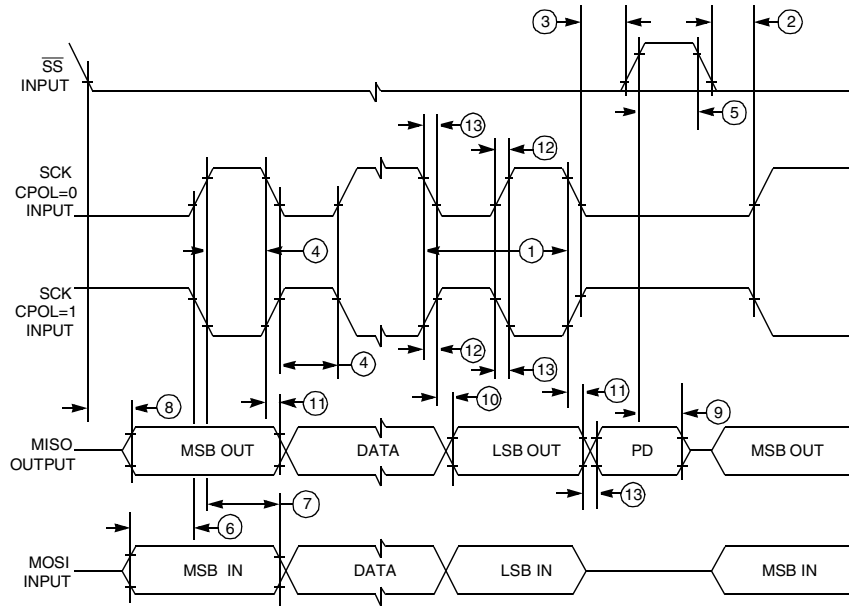 3
2
SS
INPUT
5
13
12
SCK
CPOL=0
INPUT
4
1
SCK
CPOL=1
INPUT
4
12
13
8
11
10
11
9
MISO
OUTPUT
MSB OUT
DATA
LSB OUT
PD
MSB OUT
7
13
6
MOSI
INPUT
MSB IN
DATA
LSB IN
MSB IN